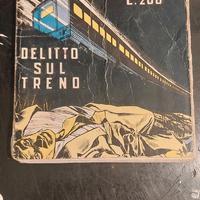 L. 200
DELITTO
SUL
TRENO